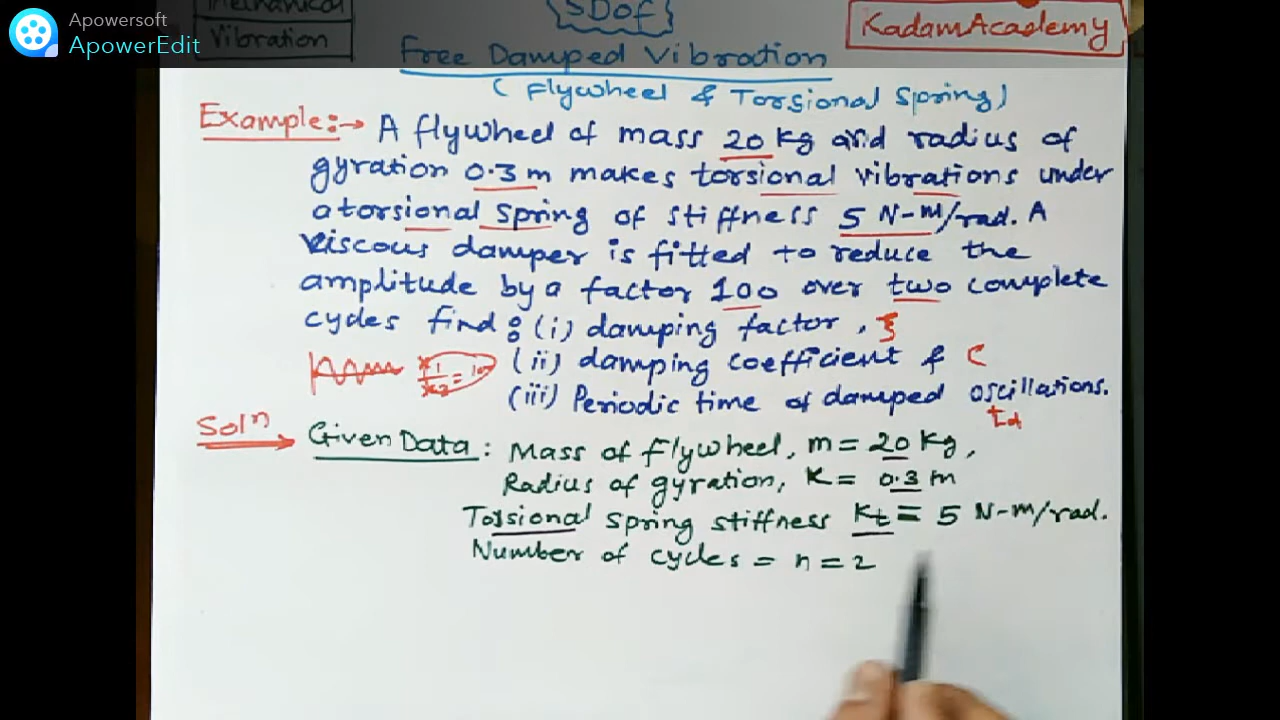 Apowersoft
ApowerEdit
Mechanical
Vibration
SDof
KadamAcademy
Free Damped Vibration
(Flywheel & Torsional Spring)
Example:→ A flywheel of mass 20 kg and radius of
gyration 0.3 m makes torsional vibrations under
a torsional spring of stiffness 5 N-m/rad. A
viscous damper is fitted to reduce the
amplitude by a factor 100 over two complete
cycles find: (i) damping factor, ξ
(ii) damping coefficient & C
(iii) Periodic time of damped oscillations.
td
Soln
Given Data: Mass of flywheel, m = 20 kg,
Radius of gyration, K = 0.3 m
Torsional spring stiffness Kt = 5 N-m/rad.
Number of cycles = n = 2